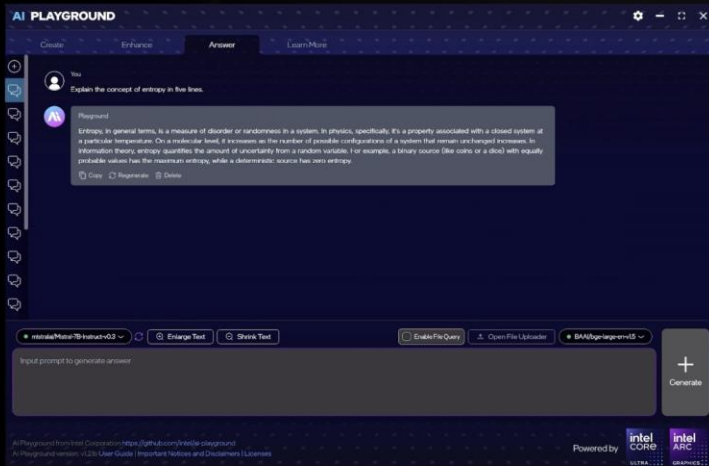 AI PLAYGROUND
Create Enhance Answer Learn More
You
Explain the concept of entropy in five lines.
Playground
Entropy, in general terms, is a measure of disorder or randomness in a system. In physics, specifically, it's a property associated with a closed system at
a particular temperature. On a molecular level, it increases as the number of possible configurations of a system that remain unchanged increases. In
information theory, entropy quantifies the amount of uncertainty from a random variable. For example, a binary source (like coins or a dice) with equally
probable values has the maximum entropy, while a deterministic source has zero entropy.
Copy Regenerate Delete
mistralai/Mistral-7B-Instruct-v0.3 Enlarge Text Shrink Text Enable File Query Open File Uploader BAAI/bge-large-en-v1.5
Input prompt to generate answer
Generate
AI Playground from Intel Corporation https://github.com/intel/ai-playground
AI Playground version: v1.21b User Guide | Important Notices and Disclaimers | Licenses
Powered by
intel CORE ULTRA
intel ARC GRAPHICS